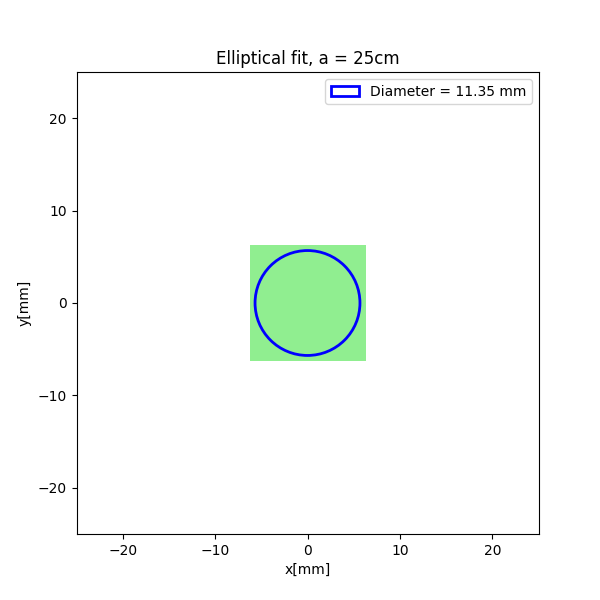 Elliptical fit, a = 25cm
Diameter = 11.35 mm
20
10
0
−10
−20
y[mm]
−20 −10 0 10 20
x[mm]